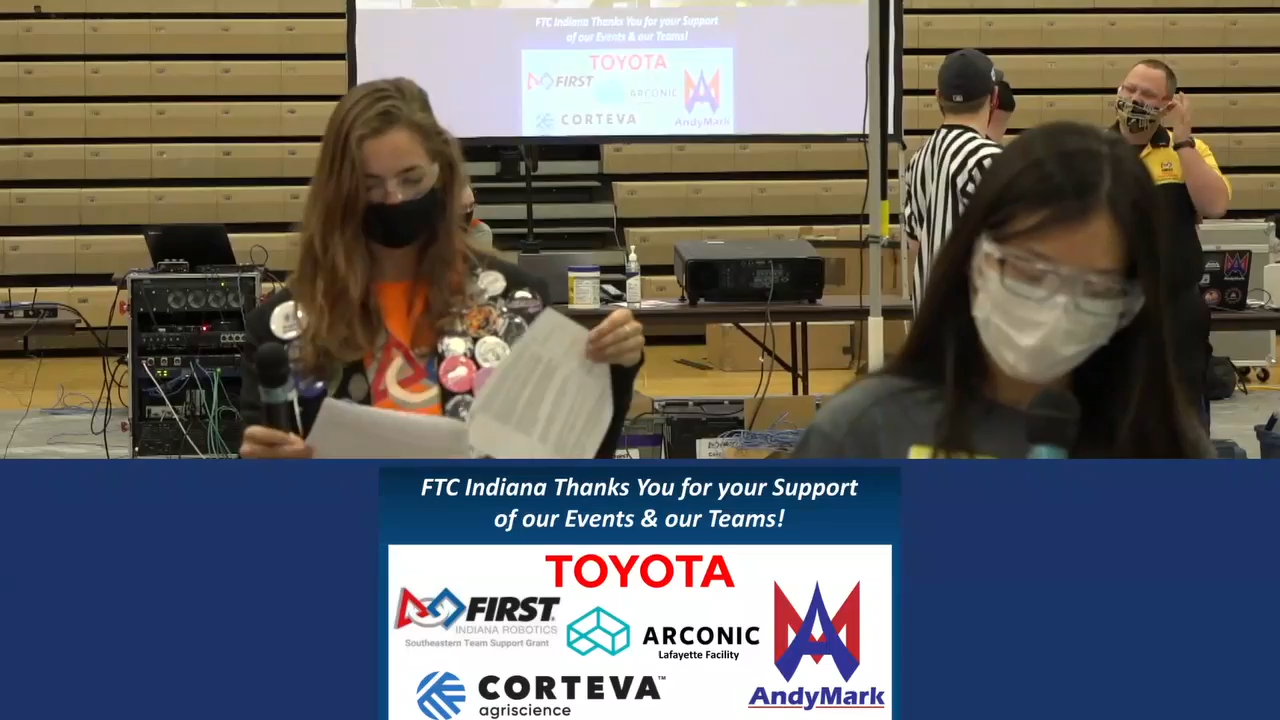 FTC Indiana Thanks You for your Support
of our Events & our Teams!
TOYOTA
FIRST
ARCONIC
CORTEVA
AndyMark
FTC Indiana Thanks You for your Support
of our Events & our Teams!
TOYOTA
FIRST
INDIANA ROBOTICS
Southeastern Team Support Grant
ARCONIC
Lafayette Facility
CORTEVA™
agriscience
AndyMark